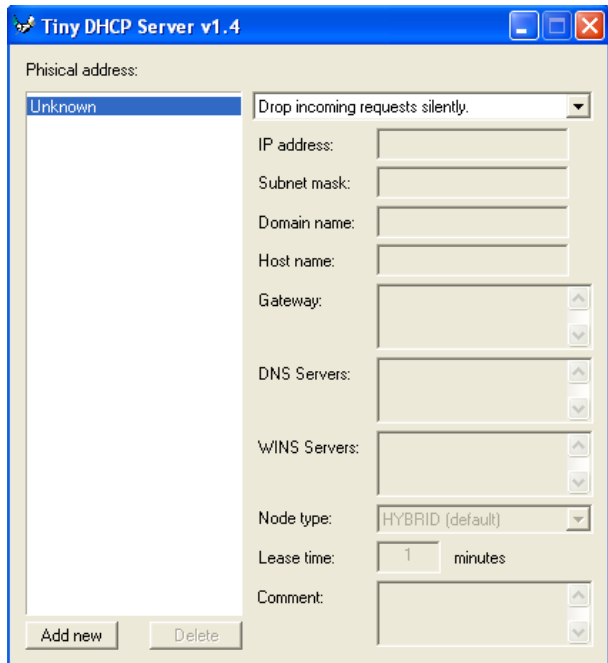 Tiny DHCP Server v1.4
Phisical address:
Unknown
Drop incoming requests silently.
IP address:
Subnet mask:
Domain name:
Host name:
Gateway:
DNS Servers:
WINS Servers:
Node type: HYBRID (default)
Lease time: 1 minutes
Comment:
Add new Delete